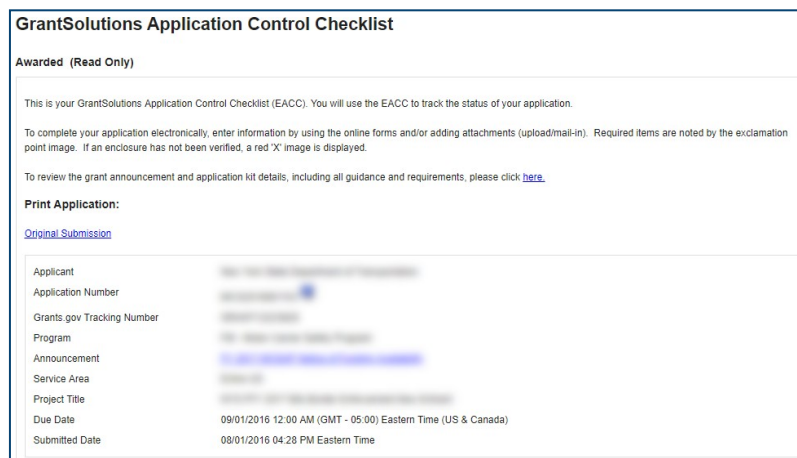 GrantSolutions Application Control Checklist
Awarded (Read Only)
This is your GrantSolutions Application Control Checklist (EACC). You will use the EACC to track the status of your application.
To complete your application electronically, enter information by using the online forms and/or adding attachments (upload/mail-in). Required items are noted by the exclamation
point image. If an enclosure has not been verified, a red 'X' image is displayed.
To review the grant announcement and application kit details, including all guidance and requirements, please click here.
Print Application:
Original Submission
Applicant
Application Number
Grants.gov Tracking Number
Program
Announcement
Service Area
Project Title
Due Date 09/01/2016 12:00 AM (GMT - 05:00) Eastern Time (US & Canada)
Submitted Date 08/01/2016 04:28 PM Eastern Time